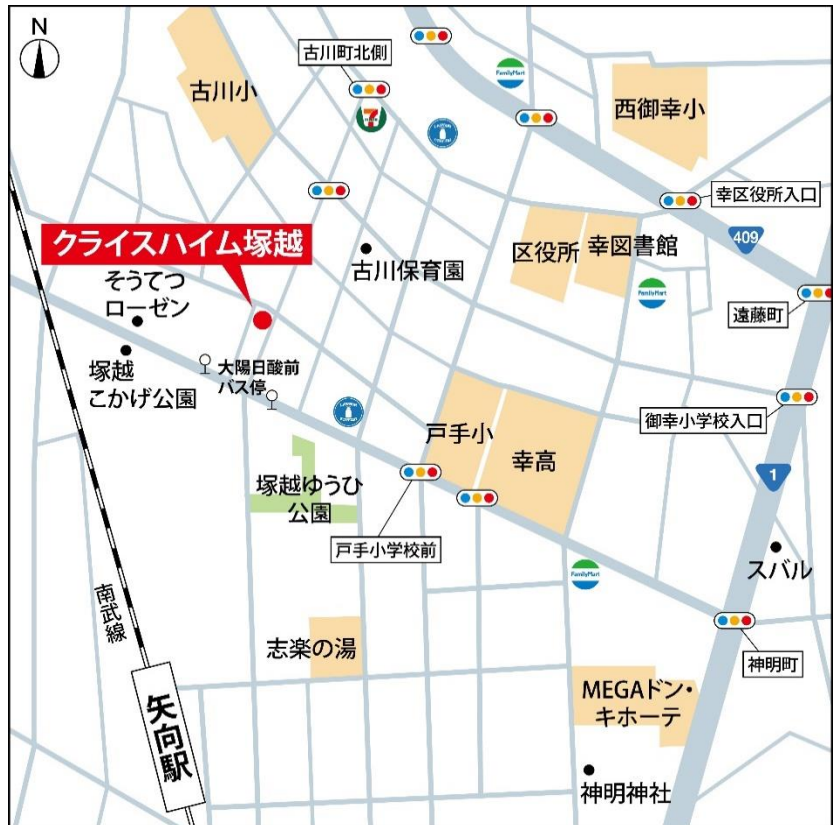 N
古川町北側
FamilyMart
古川小
西御幸小
7
幸区役所入口
クライスハイム塚越
区役所
幸図書館
409
古川保育園
そうてつ
ローゼン
FamilyMart
遠藤町
大陽日酸前
バス停
塚越
こかげ公園
戸手小
御幸小学校入口
幸高
1
塚越ゆうひ
公園
戸手小学校前
スバル
FamilyMart
南武線
志楽の湯
神明町
矢向駅
MEGAドン・
キホーテ
神明神社